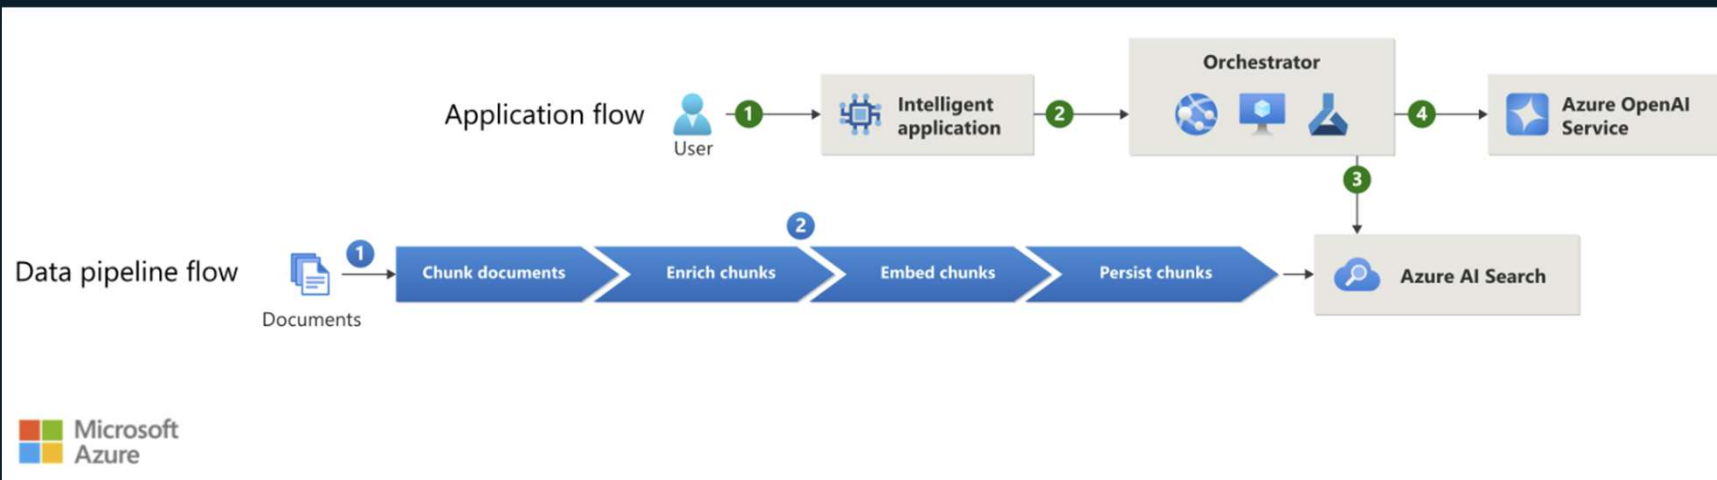 Orchestrator
Application flow
1
Intelligent
application
2
4
Azure OpenAI
Service
User
3
2
Data pipeline flow
1
Chunk documents
Enrich chunks
Embed chunks
Persist chunks
Azure AI Search
Documents
Microsoft
Azure